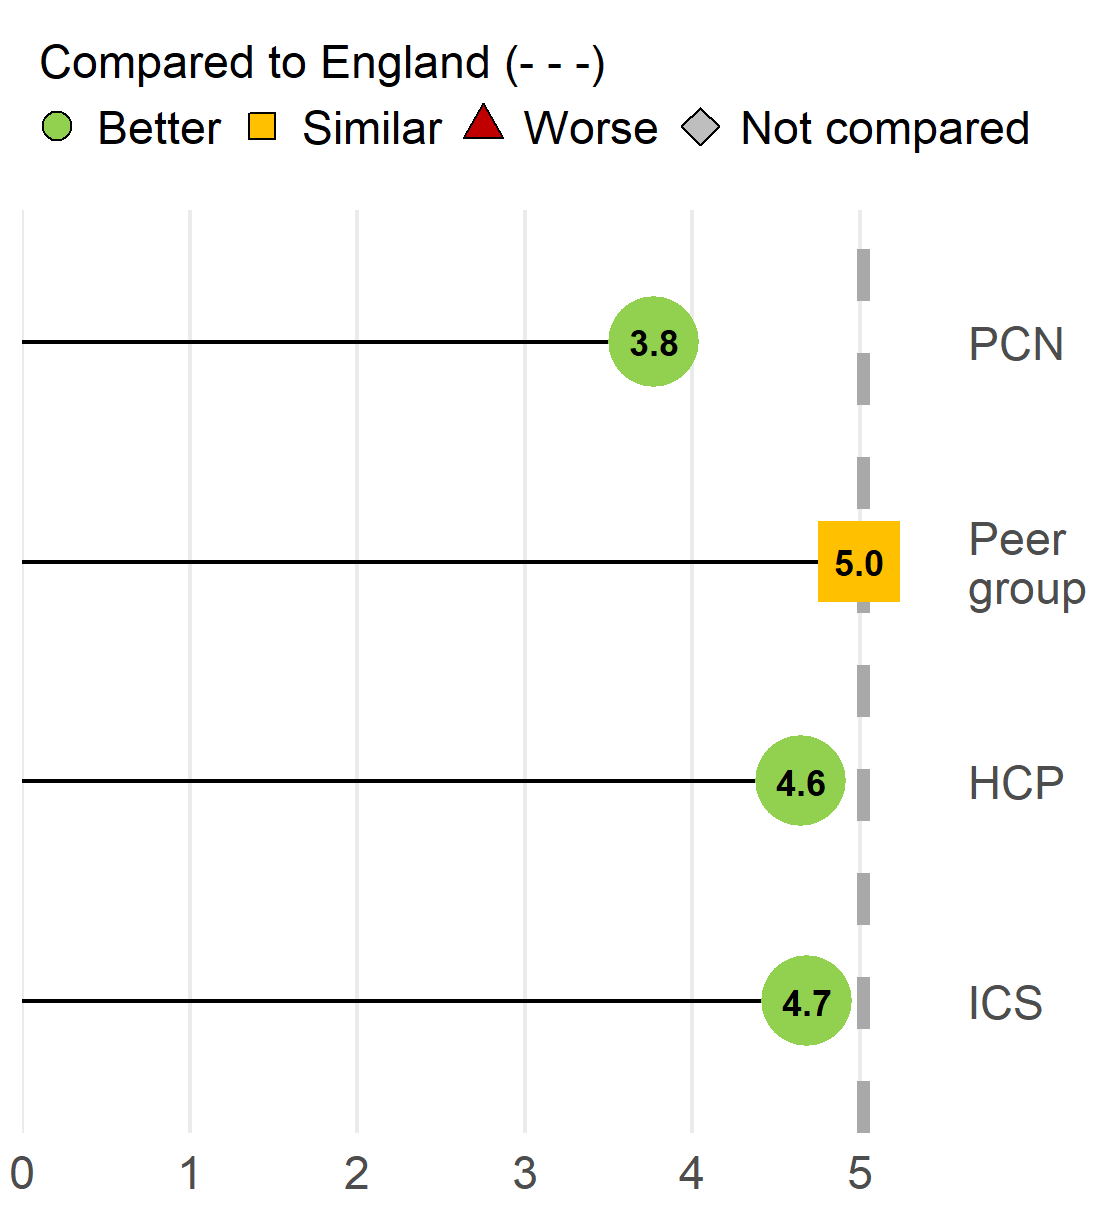 Compared to England (- - -)
Better Similar Worse Not compared
3.8 PCN
5.0 Peer
group
4.6 HCP
4.7 ICS
0 1 2 3 4 5